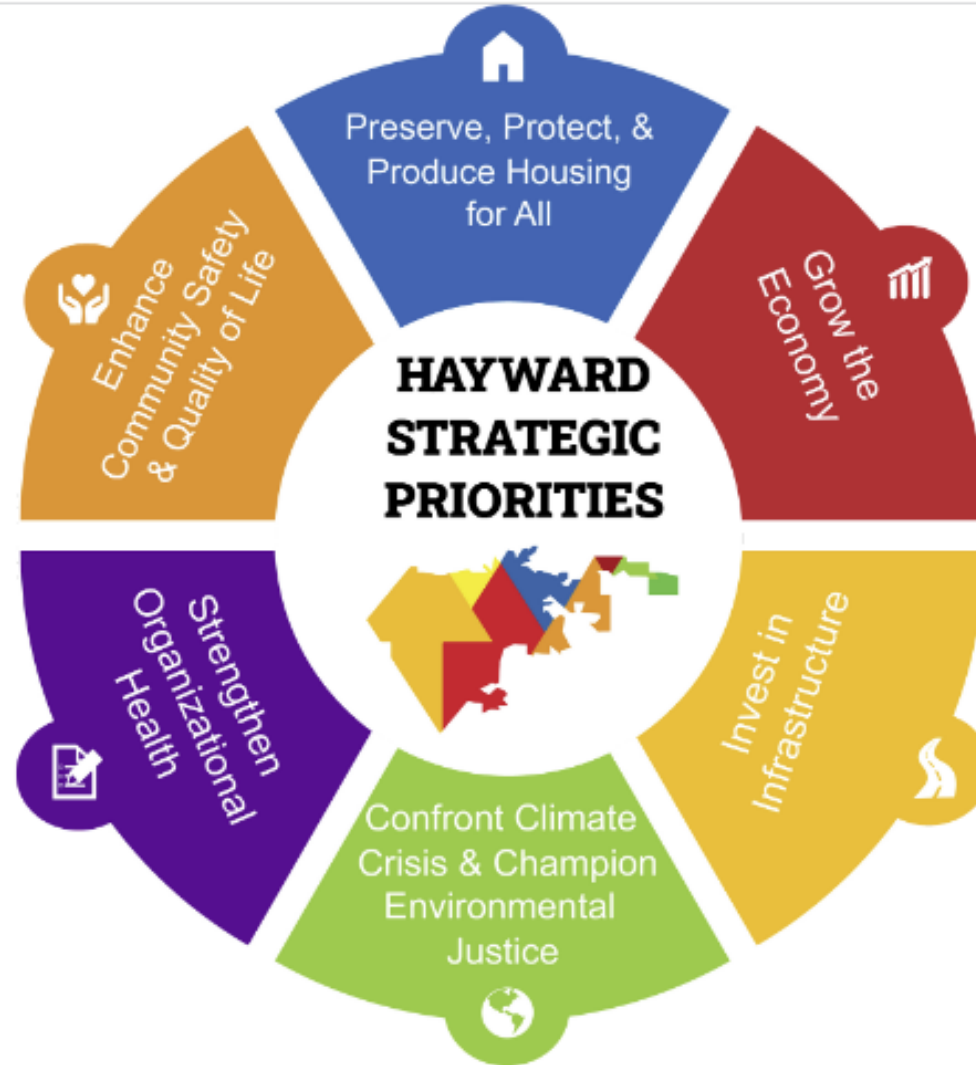 Preserve, Protect, &
Produce Housing
for All
Grow the
Economy
Invest in
Infrastructure
Confront Climate
Crisis & Champion
Environmental
Justice
Strengthen
Organizational
Health
Enhance
Community Safety
& Quality of Life
HAYWARD
STRATEGIC
PRIORITIES